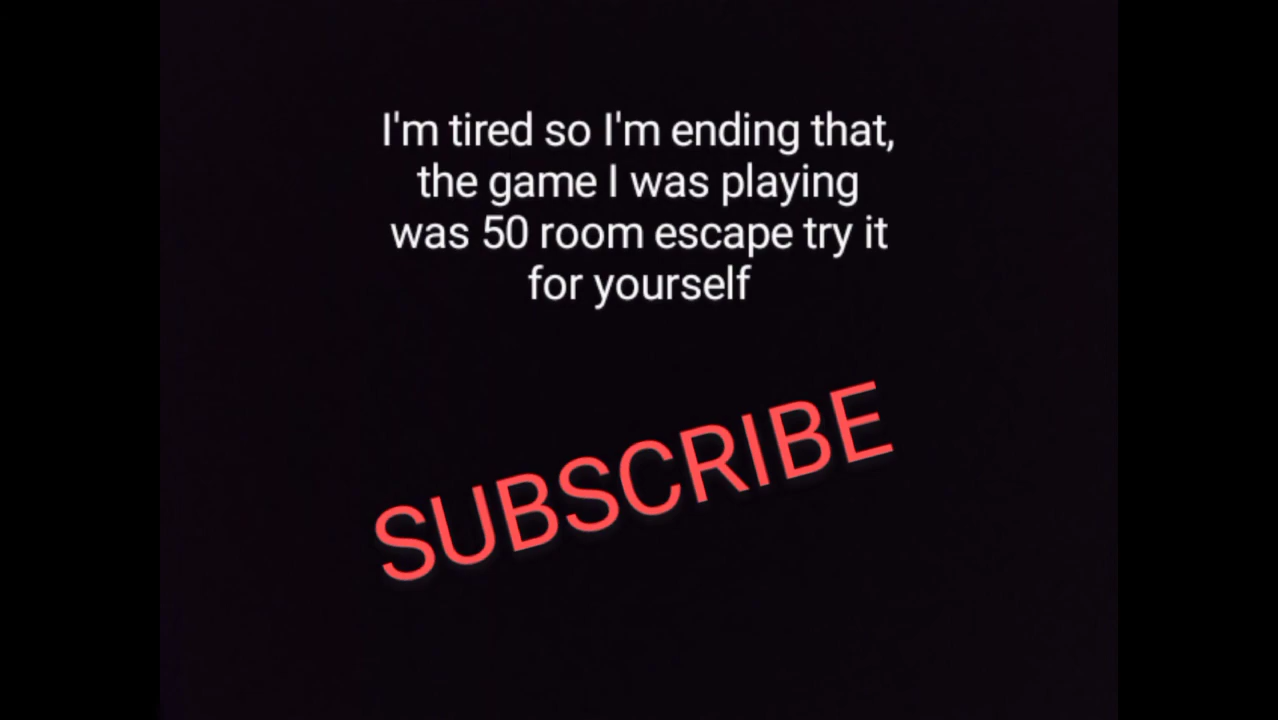 I'm tired so I'm ending that,
the game I was playing
was 50 room escape try it
for yourself
SUBSCRIBE